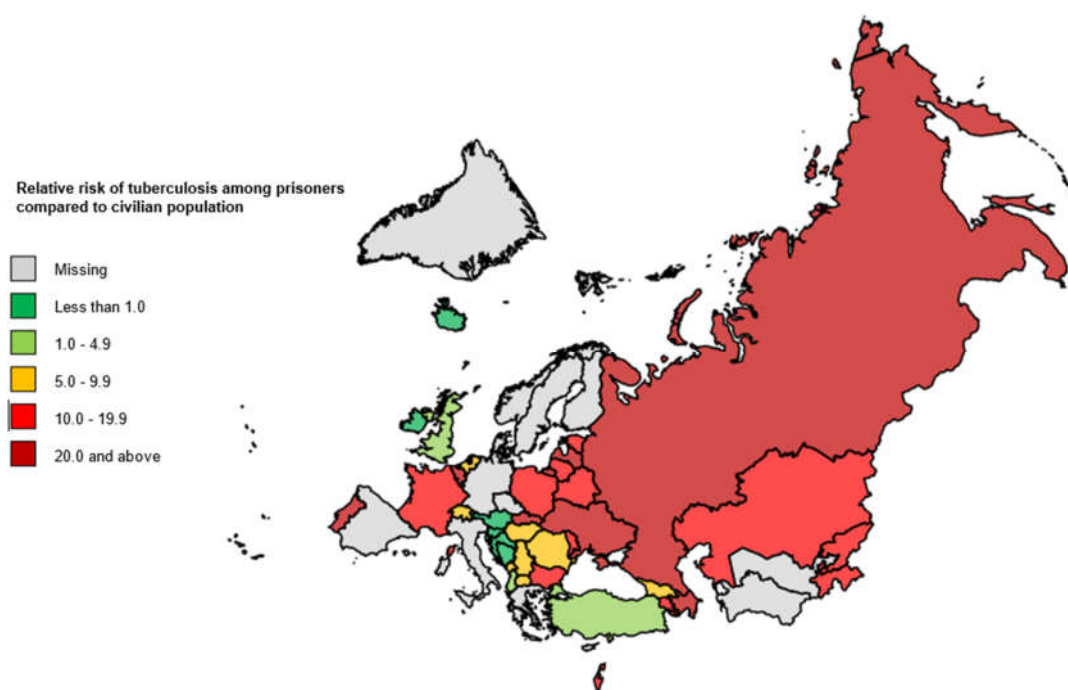 Relative risk of tuberculosis among prisoners
compared to civilian population
Missing
Less than 1.0
1.0 - 4.9
5.0 - 9.9
10.0 - 19.9
20.0 and above